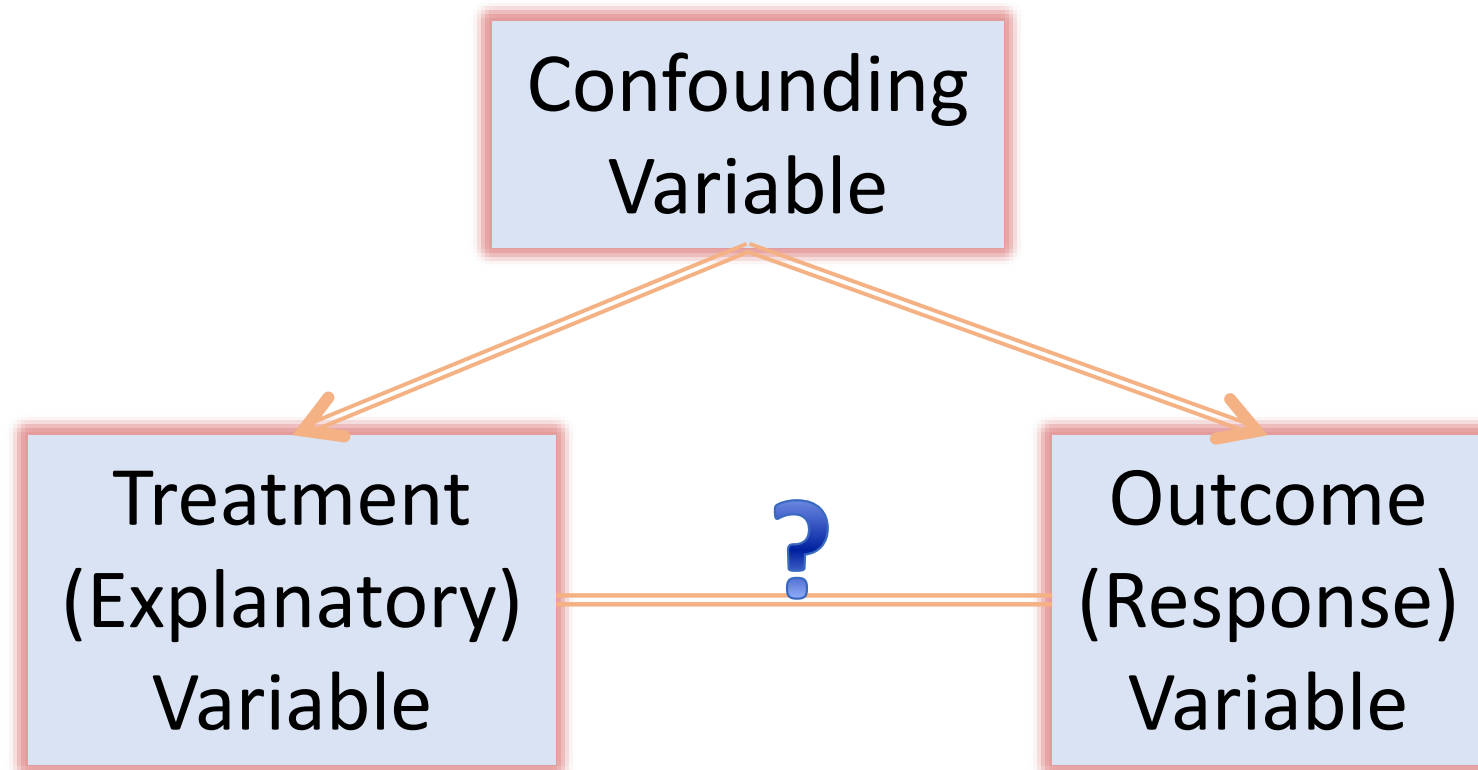 Confounding
Variable
?
Treatment
(Explanatory)
Variable
Outcome
(Response)
Variable